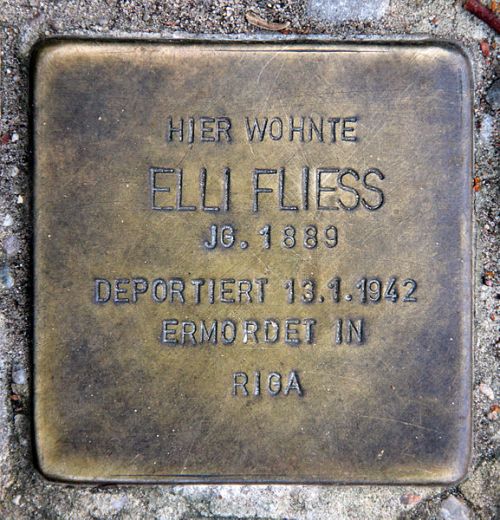 HIER WOHNTE
ELLI FLIESS
JG. 1889
DEPORTIERT 13.1.1942
ERMORDET IN
RIGA